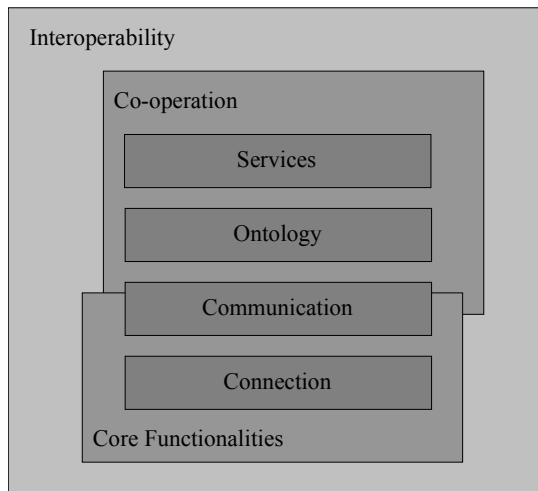 Interoperability
Co-operation
Services
Ontology
Communication
Connection
Core Functionalities